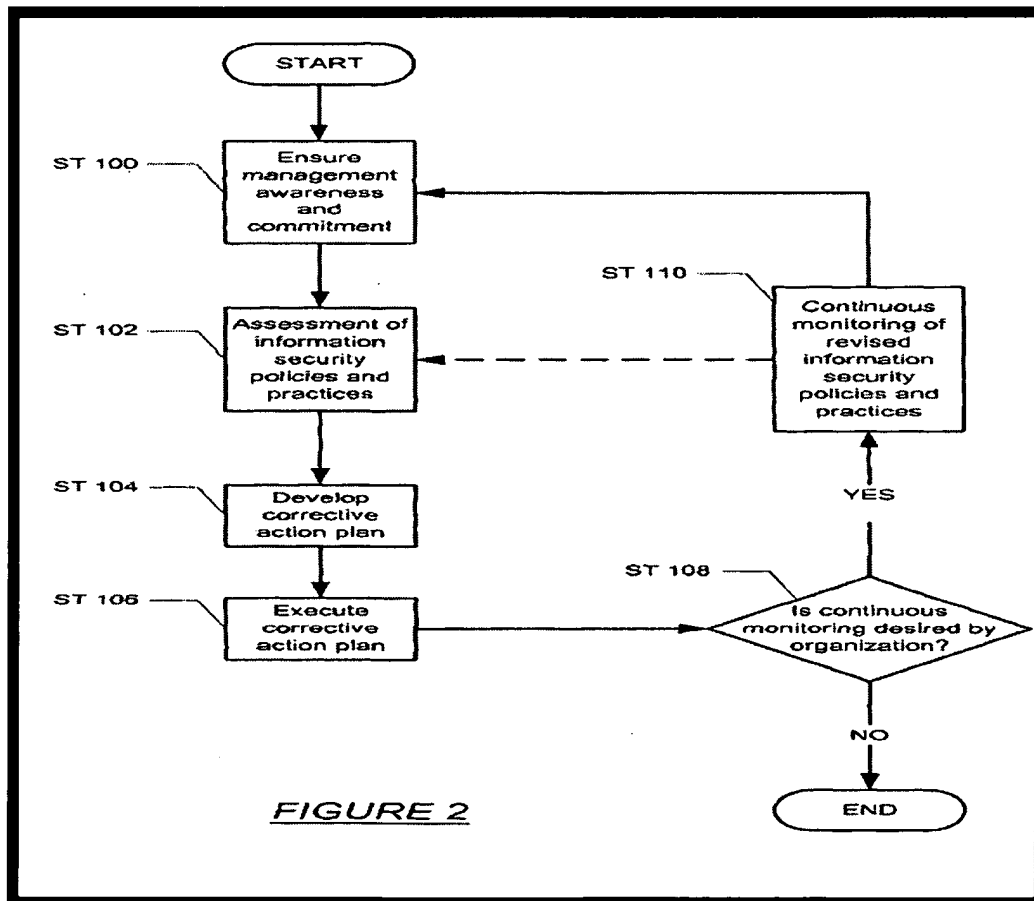 START
ST 100
Ensure
management
awareness
and
commitment
ST 110
Continuous
monitoring of
revised
information
security
policies and
practices
ST 102
Assessment of
information
security
policies and
practices
ST 104
Develop
corrective
action plan
YES
ST 106
Execute
corrective
action plan
ST 108
Is continuous
monitoring desired by
organization?
NO
END
FIGURE 2